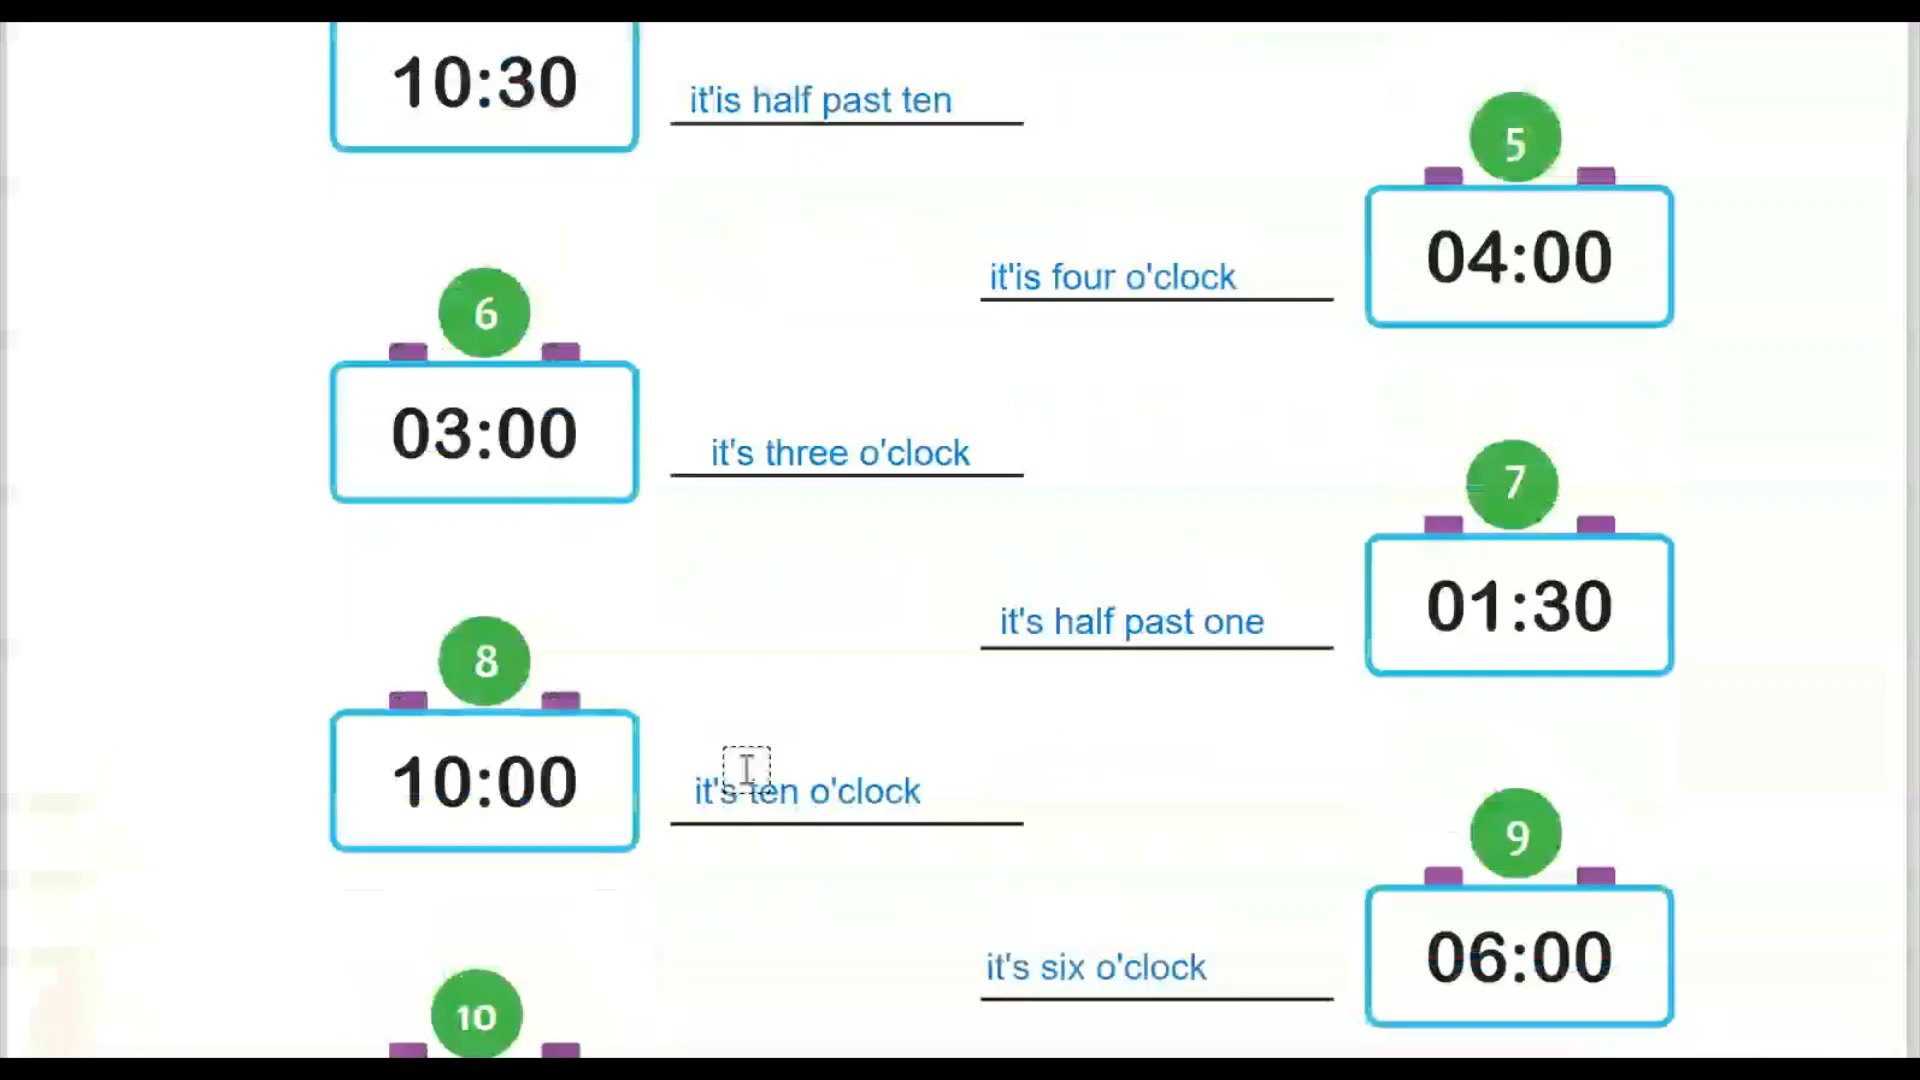 10:30
it'is half past ten
5
04:00
it'is four o'clock
6
03:00
it's three o'clock
7
01:30
it's half past one
8
10:00
it's ten o'clock
9
06:00
it's six o'clock
10